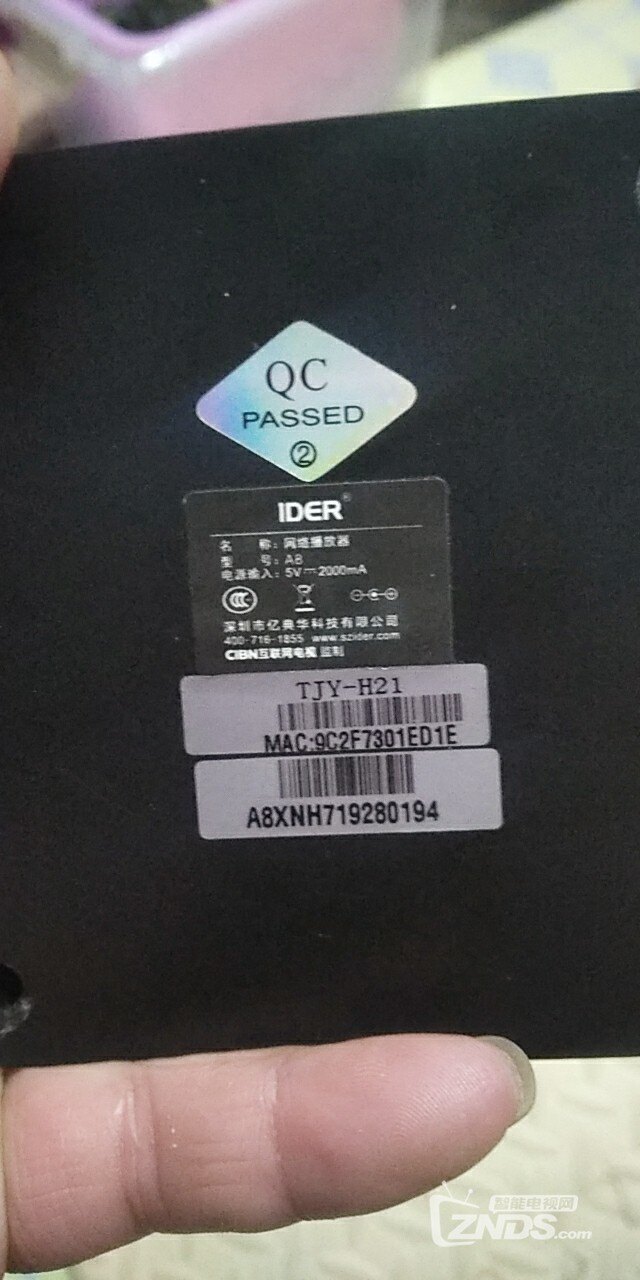 QC
PASSED
②
IDER®
名 称：网络播放器
型 号：A8
电源输入：5V⎓2000mA
深圳市亿典华科技有限公司
400-716-1855 www.szider.com
CIBN互联网电视 监制
TJY-H21
MAC:9C2F7301ED1E
A8XNH719280194
智能电视网
ZNDS.com